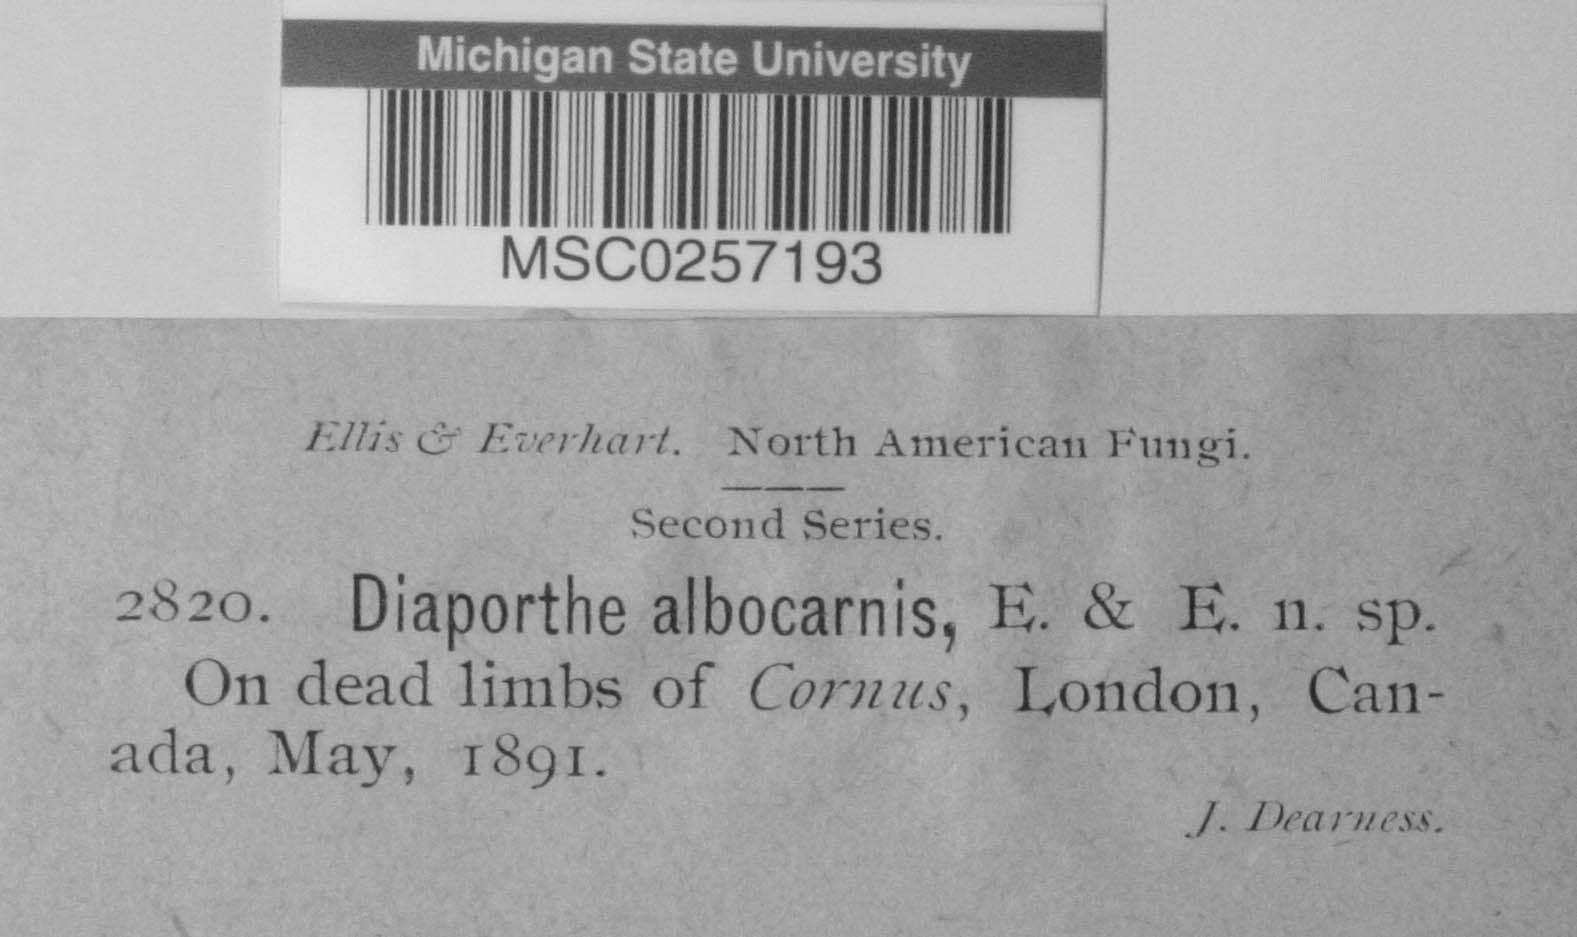 Michigan State University
MSC0257193
Ellis & Everhart. North American Fungi.
Second Series.
2820. Diaporthe albocarnis, E. & E. n. sp.
On dead limbs of Cornus, London, Can-
ada, May, 1891.
J. Dearness.